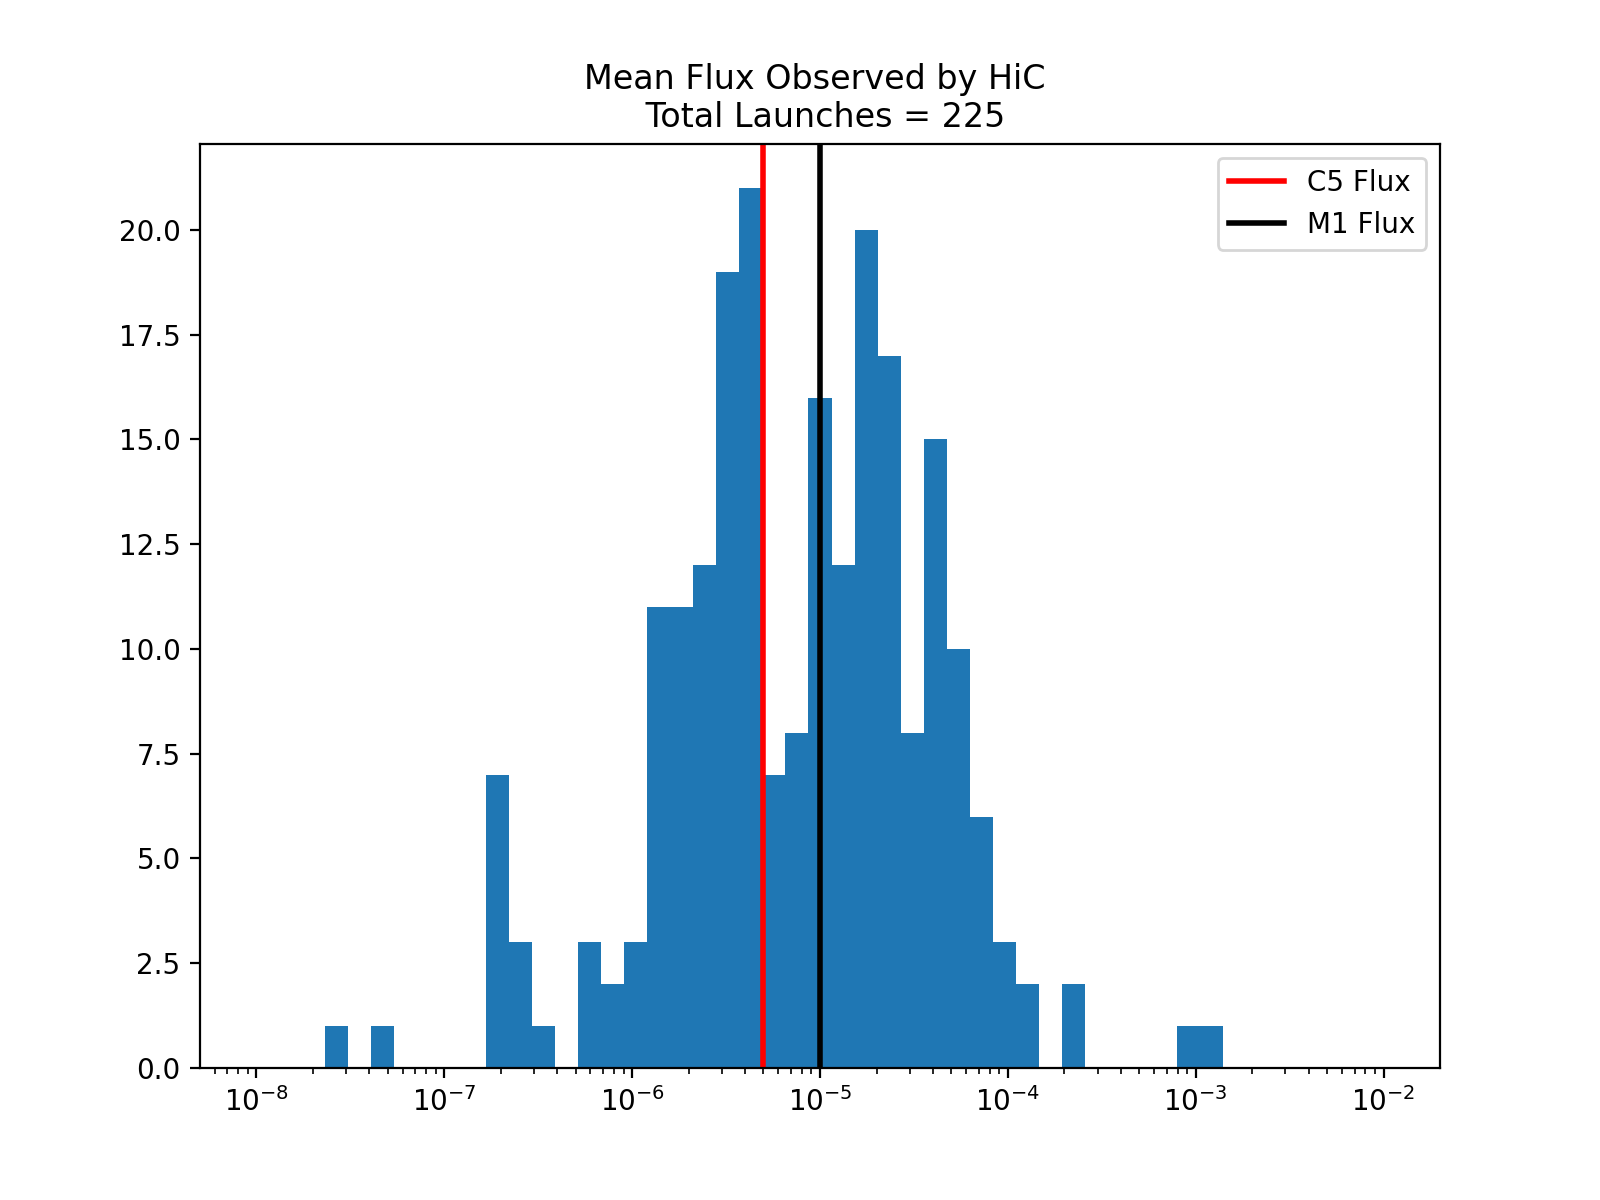 Mean Flux Observed by HiC
Total Launches = 225
C5 Flux
M1 Flux
20.0
17.5
15.0
12.5
10.0
7.5
5.0
2.5
0.0
10⁻⁸ 10⁻⁷ 10⁻⁶ 10⁻⁵ 10⁻⁴ 10⁻³ 10⁻²